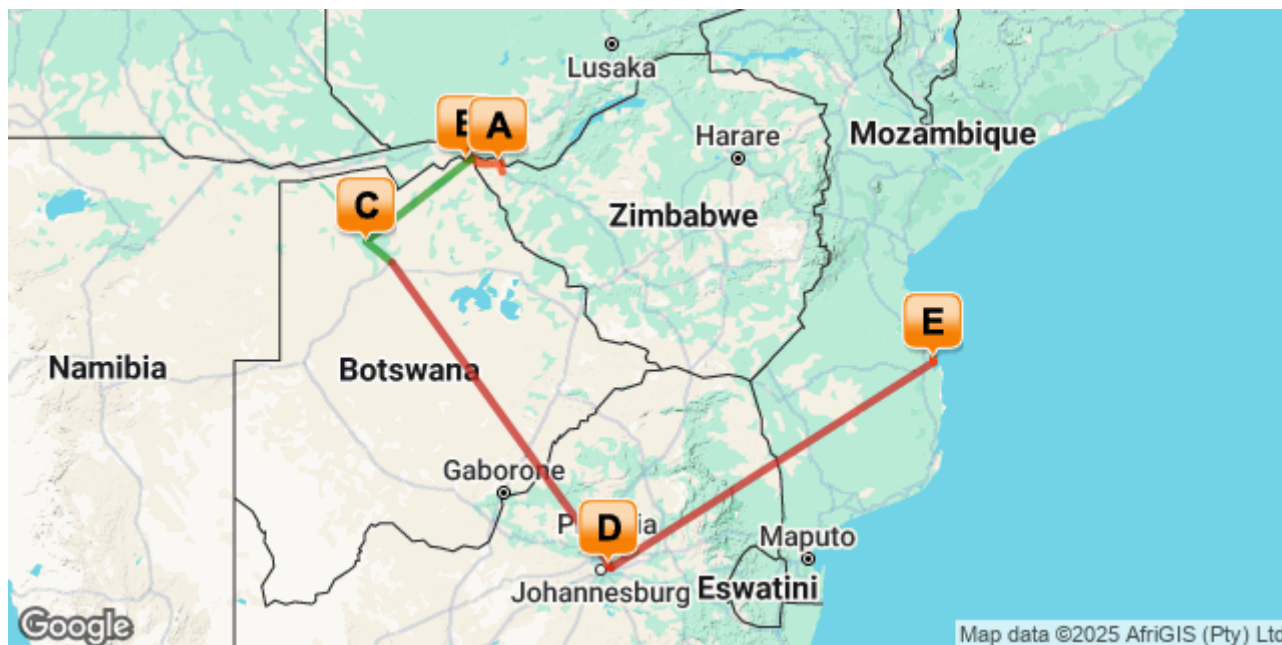 Lusaka
B
A
Harare
Mozambique
C
Zimbabwe
E
Namibia
Botswana
Gaborone
D
Maputo
Johannesburg
Eswatini
Google
Map data ©2025 AfriGIS (Pty) Ltd